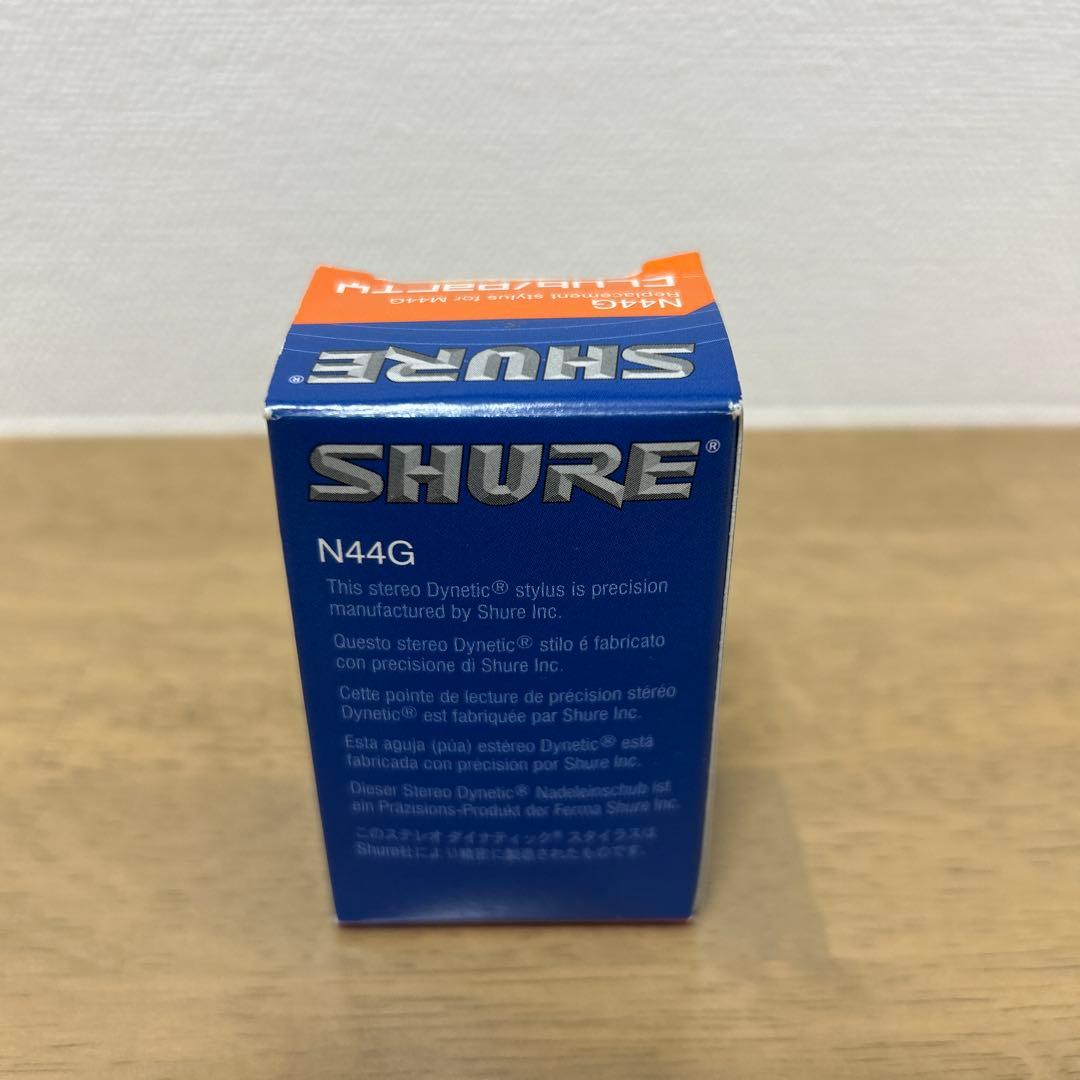 CLUB/PARTY
Replacement stylus for M44G
N44G
SHURE®
SHURE®
N44G
This stereo Dynetic® stylus is precision
manufactured by Shure Inc.
Questo stereo Dynetic® stilo é fabricato
con precisione di Shure Inc.
Cette pointe de lecture de précision stéréo
Dynetic® est fabriquée par Shure Inc.
Esta aguja (púa) estéreo Dynetic® está
fabricada con précision por Shure Inc.
Dieser Stereo Dynetic® Nadeleinschub ist
ein Präzisions-Produkt der Ferma Shure Inc.
このステレオ ダイナティック® スタイラスは
Shure社により精密に製造されたものです。